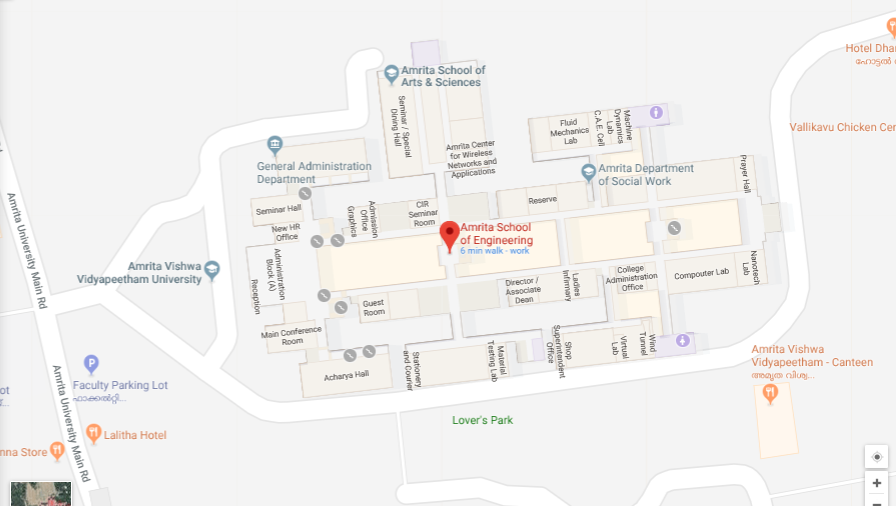 Hotel Dha
ഹോട്ടൽ
Amrita School of
Arts & Sciences
Seminar / Special
Dining Hall
Amrita Center
for Wireless
Networks and
Applications
Fluid
Mechanics
Lab
C.A.E. Cell
Machine
Dynamics
Lab
Vallikavu Chicken Cen
General Administration
Department
Amrita Department
of Social Work
Prayer Hall
Seminar Hall
New HR
Office
Admission
Office
Graphics
CIR
Seminar
Room
Reserve
Amrita School
of Engineering
6 min walk - work
Amrita University Main Rd
Amrita Vishwa
Vidyapeetham University
Administration
Block (A)
Reception
Director /
Associate
Dean
Ladies
Infirmary
College
Administration
Office
Computer Lab
Nanotech
Lab
Guest
Room
Main Conference
Room
Acharya Hall
Stationery
and Courier
Material
Testing Lab
Shop
Superintendent
Office
Virtual
Lab
Wind
Tunnel
Amrita Vishwa
Vidyapeetham - Canteen
അമൃത വിശ്വ...
P
Faculty Parking Lot
ഫാക്കൽറ്റി...
ot
Amrita University Main Rd
Lalitha Hotel
nna Store
Lover's Park
+